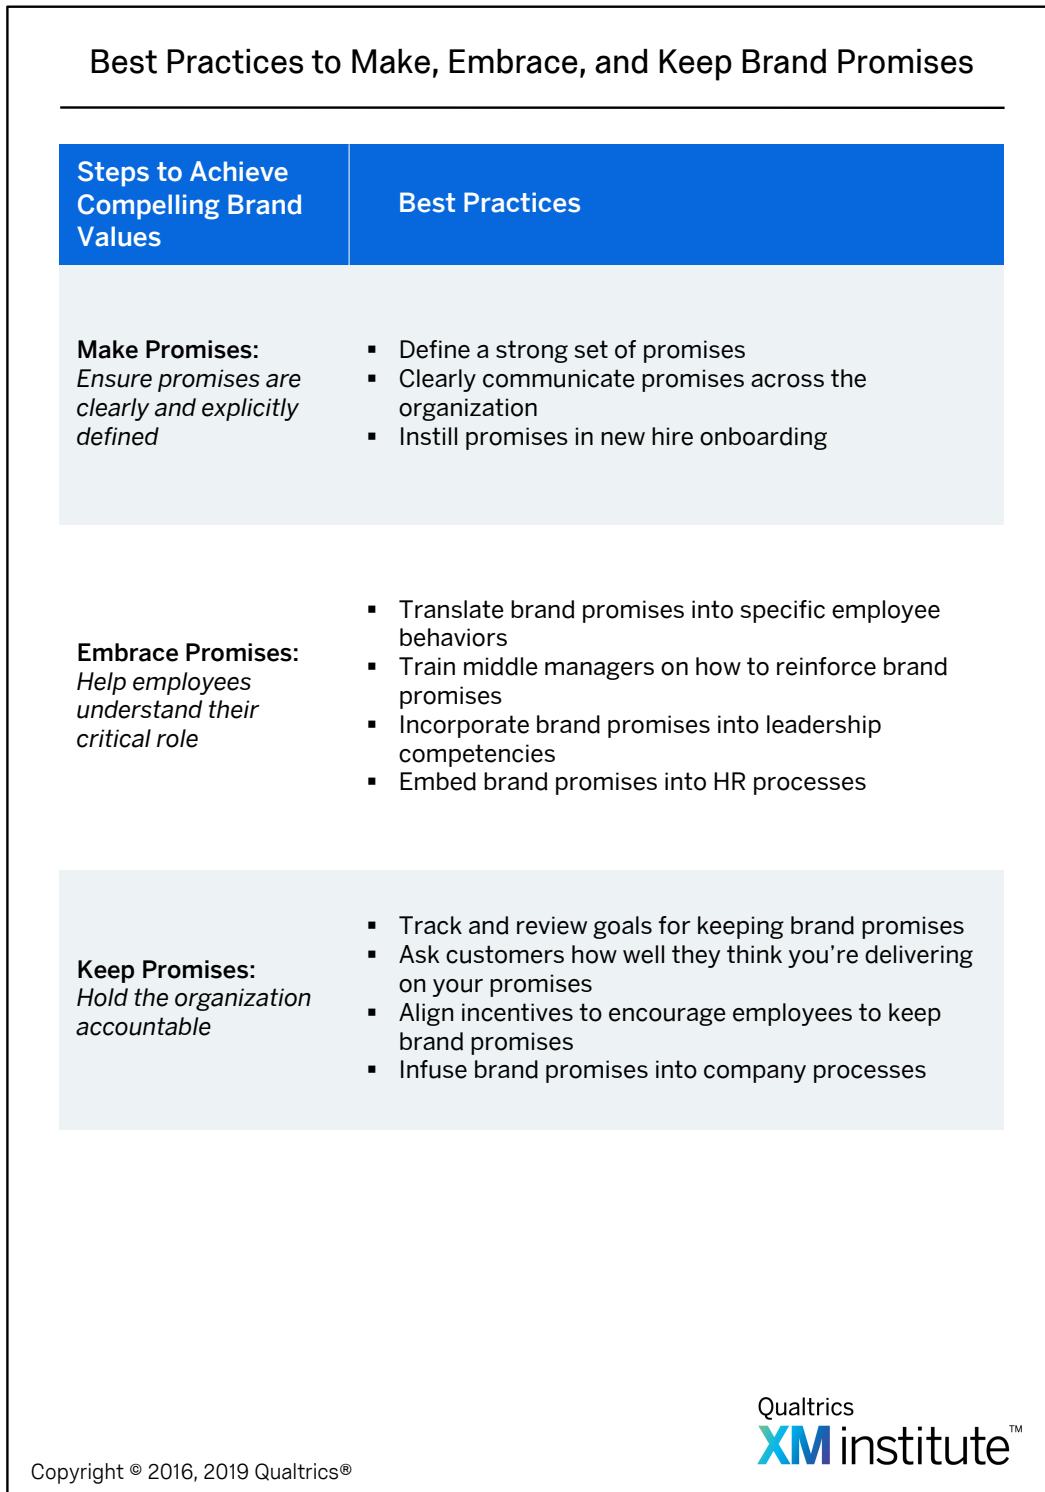 Best Practices to Make, Embrace, and Keep Brand Promises
Steps to Achieve
Compelling Brand
Values
Best Practices
Make Promises:
Ensure promises are
clearly and explicitly
defined
▪ Define a strong set of promises
▪ Clearly communicate promises across the
organization
▪ Instill promises in new hire onboarding
Embrace Promises:
Help employees
understand their
critical role
▪ Translate brand promises into specific employee
behaviors
▪ Train middle managers on how to reinforce brand
promises
▪ Incorporate brand promises into leadership
competencies
▪ Embed brand promises into HR processes
Keep Promises:
Hold the organization
accountable
▪ Track and review goals for keeping brand promises
▪ Ask customers how well they think you’re delivering
on your promises
▪ Align incentives to encourage employees to keep
brand promises
▪ Infuse brand promises into company processes
Qualtrics
XM institute™
Copyright © 2016, 2019 Qualtrics®